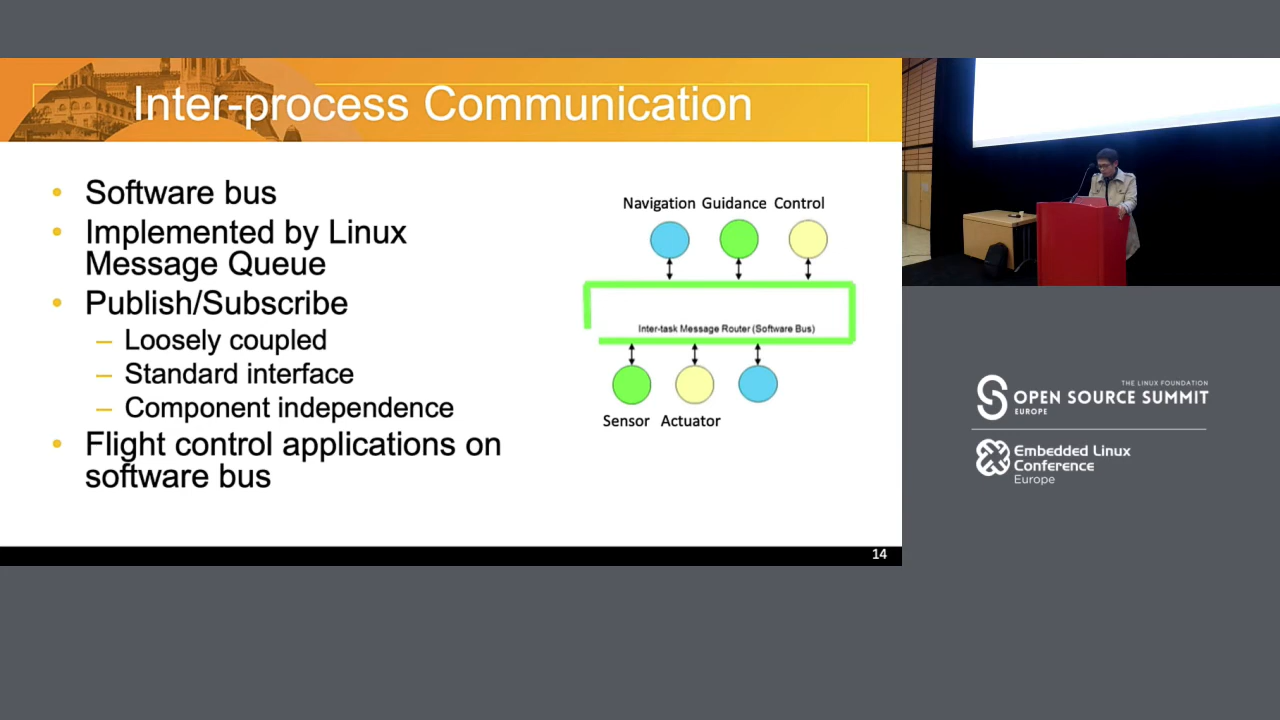 Inter-process Communication
• Software bus
• Implemented by Linux
Message Queue
• Publish/Subscribe
– Loosely coupled
– Standard interface
– Component independence
• Flight control applications on
software bus
Navigation Guidance Control
Inter-task Message Router (Software Bus)
Sensor Actuator
14
THE LINUX FOUNDATION
OPEN SOURCE SUMMIT
EUROPE
Embedded Linux
Conference
Europe